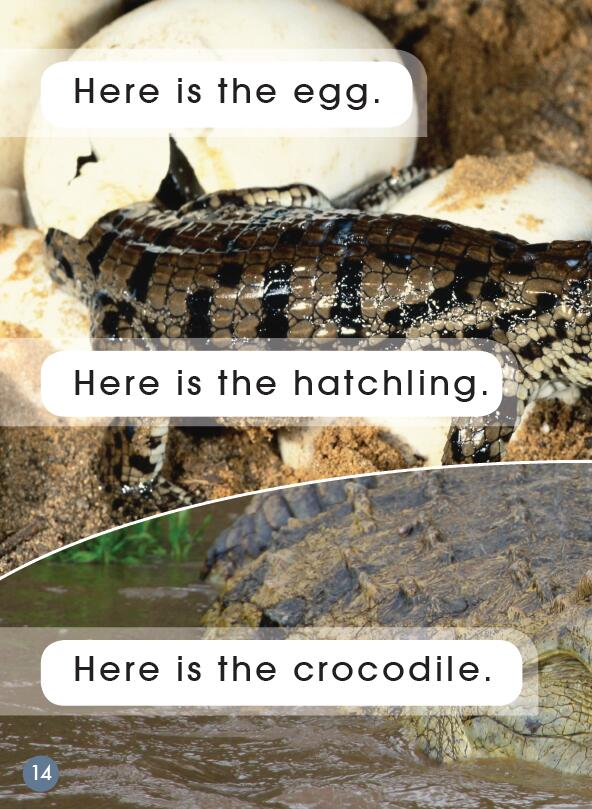 Here is the egg.
Here is the hatchling.
Here is the crocodile.
14